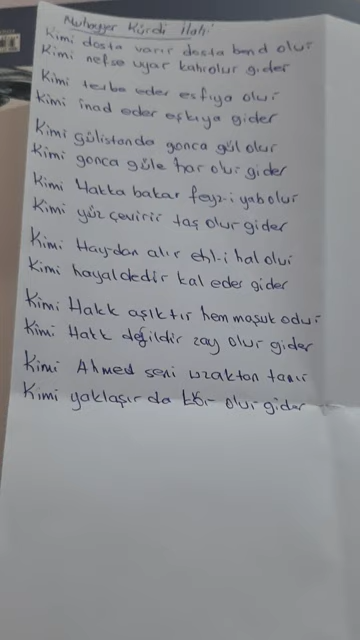 Muhayyer Kürdi İlahi
Kimi dosta varır dosta bend olur
Kimi nefse uyar kahrolur gider
Kimi tevbe eder esfiya olur
Kimi inad eder eşkıya gider
Kimi gülistanda gonca gül olur
Kimi gonca güle har olur gider
Kimi Hakka bakar feyz-i yab olur
Kimi yüz çevirir taş olur gider
Kimi Haydan alır ehl-i hal olur
Kimi hayaldedir kal eder gider
Kimi Hakk aşıktır hem maşuk odur
Kimi Hakk değildir zay olur gider
Kimi Ahmed seni uzaktan tanır
Kimi yaklaşır da kör olur gider